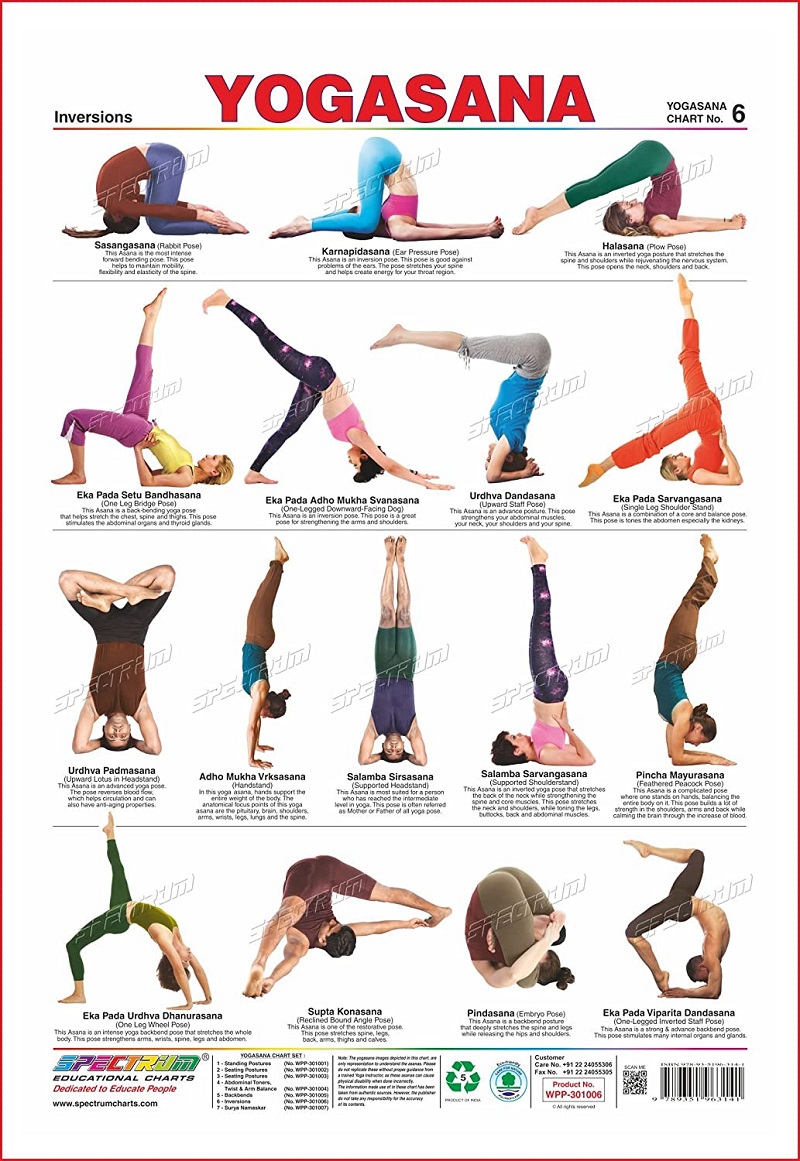 YOGASANA
Inversions
YOGASANA
CHART No. 6
Sasangasana (Rabbit Pose)
This Asana is the most intense
forward bending pose. This pose
helps to maintain mobility,
flexibility and elasticity of the spine.
Karnapidasana (Ear Pressure Pose)
This Asana is an inversion pose. This pose is good against
problems of the ears. The pose stretches your spine
and helps create energy for your throat region.
Halasana (Plow Pose)
This Asana is an inverted yoga posture that stretches the
spine and shoulders while rejuvenating the nervous system.
This pose opens the neck, shoulders and back.
Eka Pada Setu Bandhasana
(One Leg Bridge Pose)
This Asana is a back-bending yoga pose
that helps stretch the chest, spine and thighs. This pose
stimulates the abdominal organs and thyroid glands.
Eka Pada Adho Mukha Svanasana
(One-Legged Downward-Facing Dog)
This Asana is an inversion pose. This pose is a great
pose for strengthening the arms and shoulders.
Urdhva Dandasana
(Upward Staff Pose)
This Asana is an advance posture. This pose
strengthens your abdominal muscles,
your neck, your shoulders and your spine.
Eka Pada Sarvangasana
(Single Leg Shoulder Stand)
This Asana is a combination of a core and balance pose.
This pose is tones the abdomen especially the kidneys.
Urdhva Padmasana
(Upward Lotus in Headstand)
This Asana is an advanced yoga pose.
The pose reverses blood flow,
which helps circulation and can
also have anti-aging properties.
Adho Mukha Vrksasana
(Handstand)
In this yoga asana, hands support the
entire weight of the body. The
anatomical focus points of this yoga
asana are the pituitary, brain, shoulders,
arms, wrists, legs, lungs and the spine.
Salamba Sirsasana
(Supported Headstand)
This Asana is most suited for a person
who has reached the intermediate
level in yoga. This pose is often referred
as Mother or Father of all yoga pose.
Salamba Sarvangasana
(Supported Shoulderstand)
This Asana is an inverted yoga pose that stretches
the back of the neck while strengthening the
spine and core muscles. This pose stretches
the neck and shoulders, while toning the legs,
buttocks, back and abdominal muscles.
Pincha Mayurasana
(Feathered Peacock Pose)
This Asana is a complicated pose
where one stands on hands, balancing the
entire body on it. This pose builds a lot of
strength in the shoulders, arms and back while
calming the brain through the increase of blood.
Eka Pada Urdhva Dhanurasana
(One Leg Wheel Pose)
This Asana is an intense yoga backbend pose that stretches the whole
body. This pose strengthens arms, wrists, spine, legs and abdomen.
Supta Konasana
(Reclined Bound Angle Pose)
This Asana is one of the restorative pose.
This pose stretches spine, legs,
back, arms, thighs and calves.
Pindasana (Embryo Pose)
This Asana is a backbend posture
that deeply stretches the spine and legs
while releasing the hips and shoulders.
Eka Pada Viparita Dandasana
(One-Legged Inverted Staff Pose)
This Asana is a strong & advance backbend pose.
This pose stimulates many internal organs and glands.
SPECTRUM®
EDUCATIONAL CHARTS
Dedicated to Educate People
www.spectrumcharts.com
YOGASANA CHART SET :
1 - Standing Postures (No. WPP-301001)
2 - Seating Postures (No. WPP-301002)
3 - Seating Postures (No. WPP-301003)
4 - Abdominal Toners,
Twist & Arm Balance (No. WPP-301004)
5 - Backbends (No. WPP-301005)
6 - Inversions (No. WPP-301006)
7 - Surya Namaskar (No. WPP-301007)
Note: The yogasana images depicted in this chart, are
only representation to understand the asanas. Please
do not replicate these without proper guidance from
a trained Yoga instructor, as these asanas can cause
physical disability when done incorrectly.
The information made use of in these chart has been
taken from sources believed to be reliable. However, the publisher
do not take any responsibility for the accuracy
of its contents.
5
PRODUCT OF INDIA
Customer
Care No. +91 22 24055306
Fax No. +91 22 24055305
Product No.
WPP-301006
© All rights reserved
SCAN ME
ISBN 978-93-5196-314-1
9 789351 963141